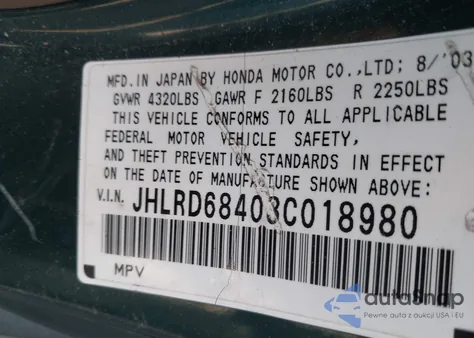 MFD.IN JAPAN BY HONDA MOTOR CO.,LTD; 8/'03
GVWR 4320LBS GAWR F 2160LBS R 2250LBS
THIS VEHICLE CONFORMS TO ALL APPLICABLE
FEDERAL MOTOR VEHICLE SAFETY,
AND THEFT PREVENTION STANDARDS IN EFFECT
ON THE DATE OF MANUFACTURE SHOWN ABOVE:
V.I.N. JHLRD68403C018980
MPV
autoSnap
Pewne auta z aukcji USA i EU